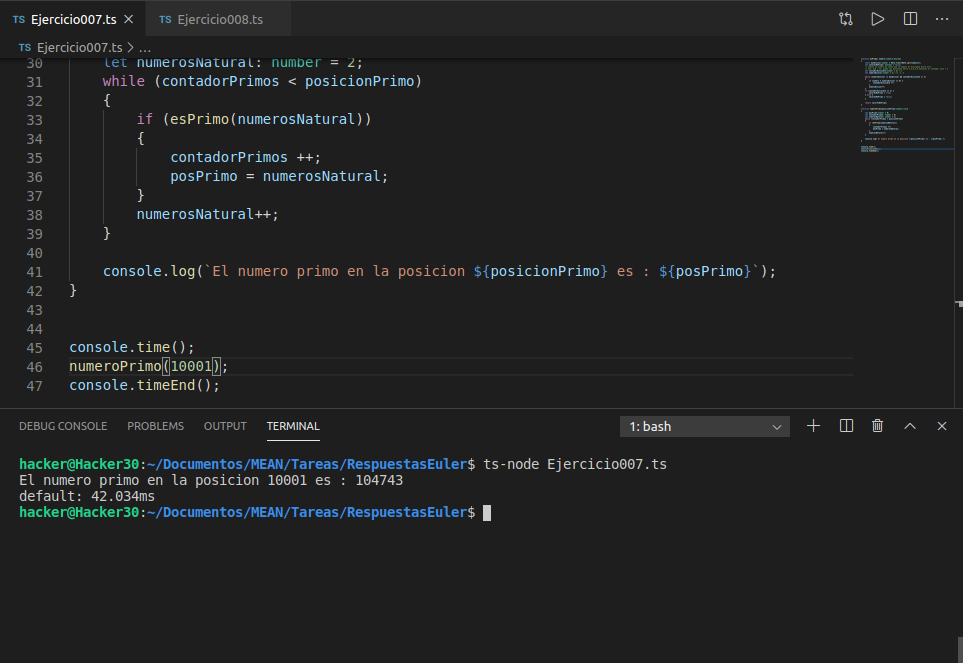 TS Ejercicio007.ts × TS Ejercicio008.ts
TS Ejercicio007.ts > ...
30 let numerosNatural: number = 2;
31 while (contadorPrimos < posicionPrimo)
32 {
33 if (esPrimo(numerosNatural))
34 {
35 contadorPrimos ++;
36 posPrimo = numerosNatural;
37 }
38 numerosNatural++;
39 }
40
41 console.log(`El numero primo en la posicion ${posicionPrimo} es : ${posPrimo}`);
42 }
43
44
45 console.time();
46 numeroPrimo(10001);
47 console.timeEnd();
DEBUG CONSOLE PROBLEMS OUTPUT TERMINAL 1: bash
hacker@Hacker30:~/Documentos/MEAN/Tareas/RespuestasEuler$ ts-node Ejercicio007.ts
El numero primo en la posicion 10001 es : 104743
default: 42.034ms
hacker@Hacker30:~/Documentos/MEAN/Tareas/RespuestasEuler$